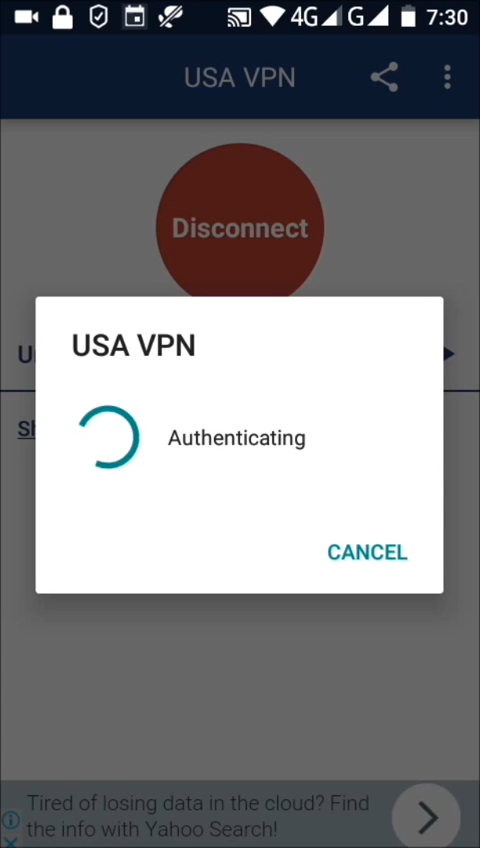 4G G 7:30
USA VPN
Disconnect
USA VPN
Authenticating
CANCEL
Tired of losing data in the cloud? Find
the info with Yahoo Search!